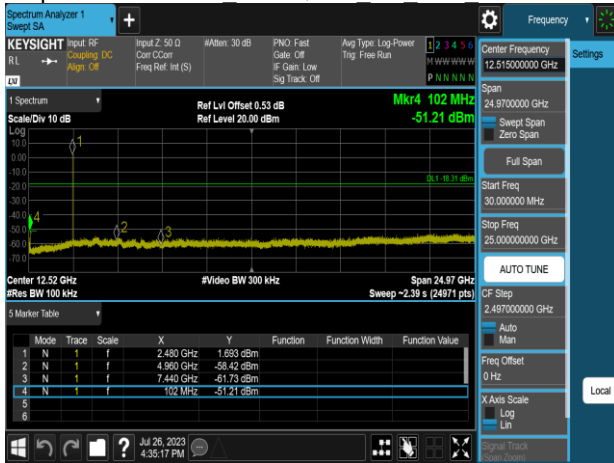 Spectrum Analyzer 1
Swept SA
Frequency
KEYSIGHT Input: RF Input Z: 50 Ω #Atten: 30 dB PNO: Fast Avg Type: Log-Power 1 2 3 4 5 6
RL Coupling: DC Corr CCorr Gate: Off Trig: Free Run M W W W W W
Align: Off Freq Ref: Int (S) IF Gain: Low P N N N N N
Sig Track: Off
LXI
1 Spectrum
Scale/Div 10 dB
Ref Lvl Offset 0.53 dB
Ref Level 20.00 dBm
Mkr4 102 MHz
-51.21 dBm
Log
10.0
0.00
-10.0
-20.0
-30.0
-40.0
-50.0
-60.0
-70.0
1
2
3
4
DL1 -18.31 dBm
Center 12.52 GHz #Video BW 300 kHz Span 24.97 GHz
#Res BW 100 kHz Sweep ~2.39 s (24971 pts)
5 Marker Table
Mode Trace Scale X Y Function Function Width Function Value
1 N 1 f 2.480 GHz 1.693 dBm
2 N 1 f 4.960 GHz -58.42 dBm
3 N 1 f 7.440 GHz -61.73 dBm
4 N 1 f 102 MHz -51.21 dBm
5
6
Jul 26, 2023
4:35:17 PM
Center Frequency
12.515000000 GHz
Settings
Span
24.9700000 GHz
Swept Span
Zero Span
Full Span
Start Freq
30.000000 MHz
Stop Freq
25.000000000 GHz
AUTO TUNE
CF Step
2.497000000 GHz
Auto
Man
Freq Offset
0 Hz
Local
X Axis Scale
Log
Lin
Signal Track
(Span Zoom)